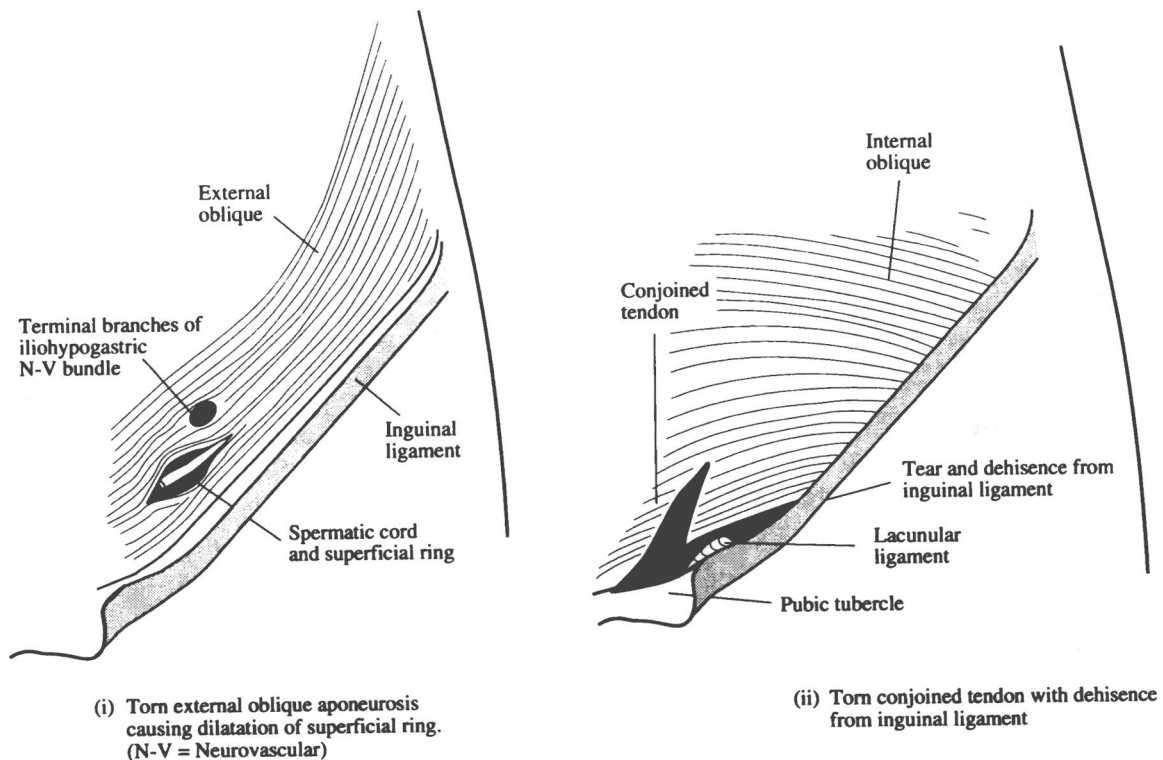 External
oblique
Terminal branches of
iliohypogastric
N-V bundle
Inguinal
ligament
Spermatic cord
and superficial ring
(i) Torn external oblique aponeurosis
causing dilatation of superficial ring.
(N-V = Neurovascular)
Internal
oblique
Conjoined
tendon
Tear and dehisence from
inguinal ligament
Lacunular
ligament
Pubic tubercle
(ii) Torn conjoined tendon with dehisence
from inguinal ligament